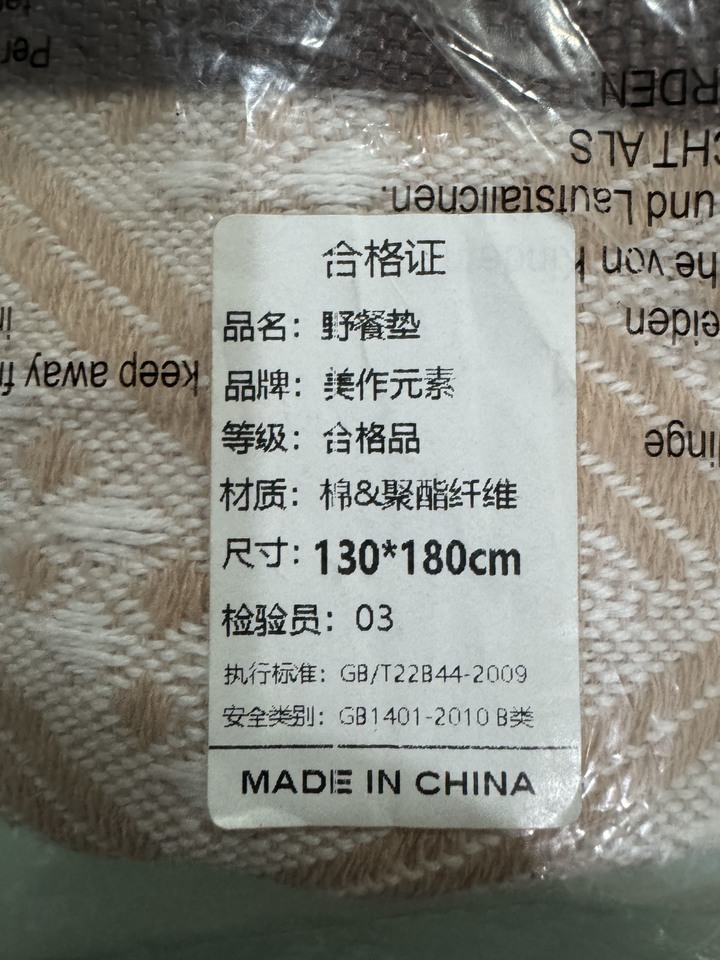 合格证
品名：野餐垫
品牌：美作元素
等级：合格品
材质：棉&聚酯纤维
尺寸：130*180cm
检验员：03
执行标准：GB/T22B44-2009
安全类别：GB1401-2010 B类
MADE IN CHINA
keep away
und Laufställchen.
von